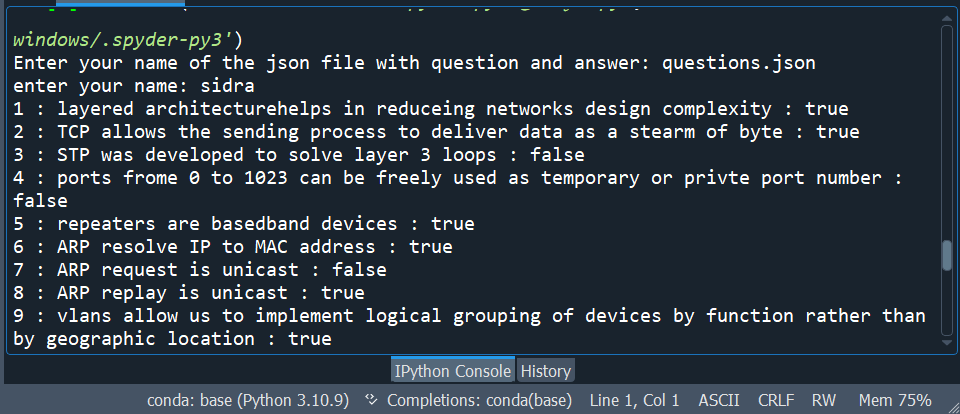 windows/.spyder-py3')
Enter your name of the json file with question and answer: questions.json
enter your name: sidra
1 : layered architecturehelps in reduceing networks design complexity : true
2 : TCP allows the sending process to deliver data as a stearm of byte : true
3 : STP was developed to solve layer 3 loops : false
4 : ports frome 0 to 1023 can be freely used as temporary or privte port number :
false
5 : repeaters are basedband devices : true
6 : ARP resolve IP to MAC address : true
7 : ARP request is unicast : false
8 : ARP replay is unicast : true
9 : vlans allow us to implement logical grouping of devices by function rather than
by geographic location : true
IPython Console History
conda: base (Python 3.10.9) Completions: conda(base) Line 1, Col 1 ASCII CRLF RW Mem 75%